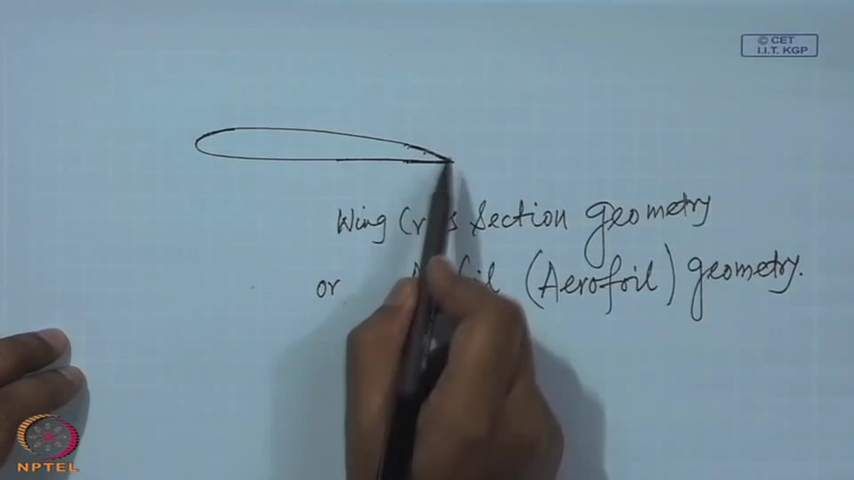 © CET
I.I.T. KGP
Wing Section geometry
or (Aerofoil) geometry.
NPTEL